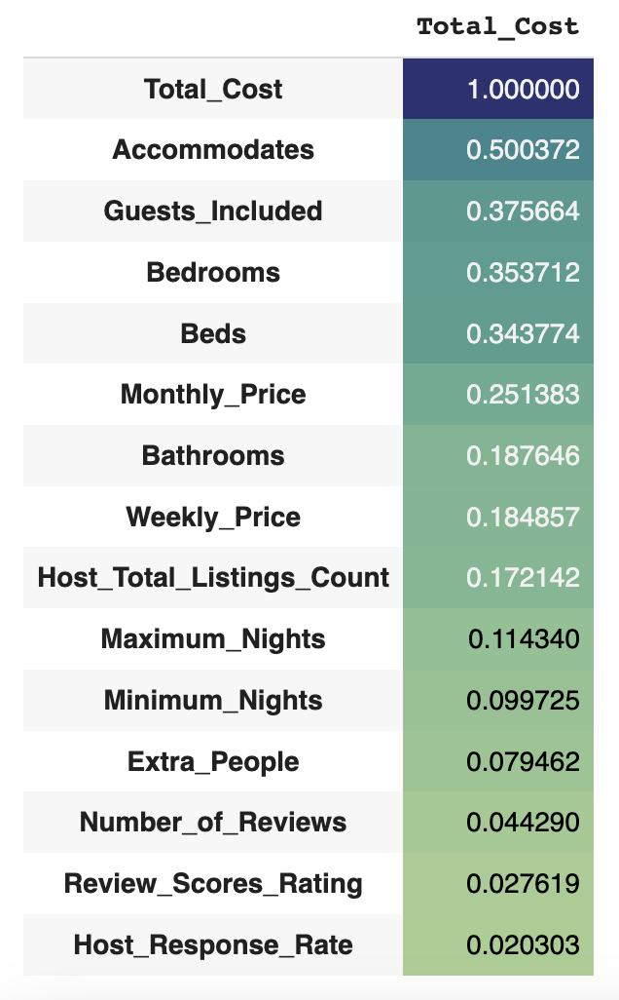 Total_Cost
Total_Cost 1.000000
Accommodates 0.500372
Guests_Included 0.375664
Bedrooms 0.353712
Beds 0.343774
Monthly_Price 0.251383
Bathrooms 0.187646
Weekly_Price 0.184857
Host_Total_Listings_Count 0.172142
Maximum_Nights 0.114340
Minimum_Nights 0.099725
Extra_People 0.079462
Number_of_Reviews 0.044290
Review_Scores_Rating 0.027619
Host_Response_Rate 0.020303